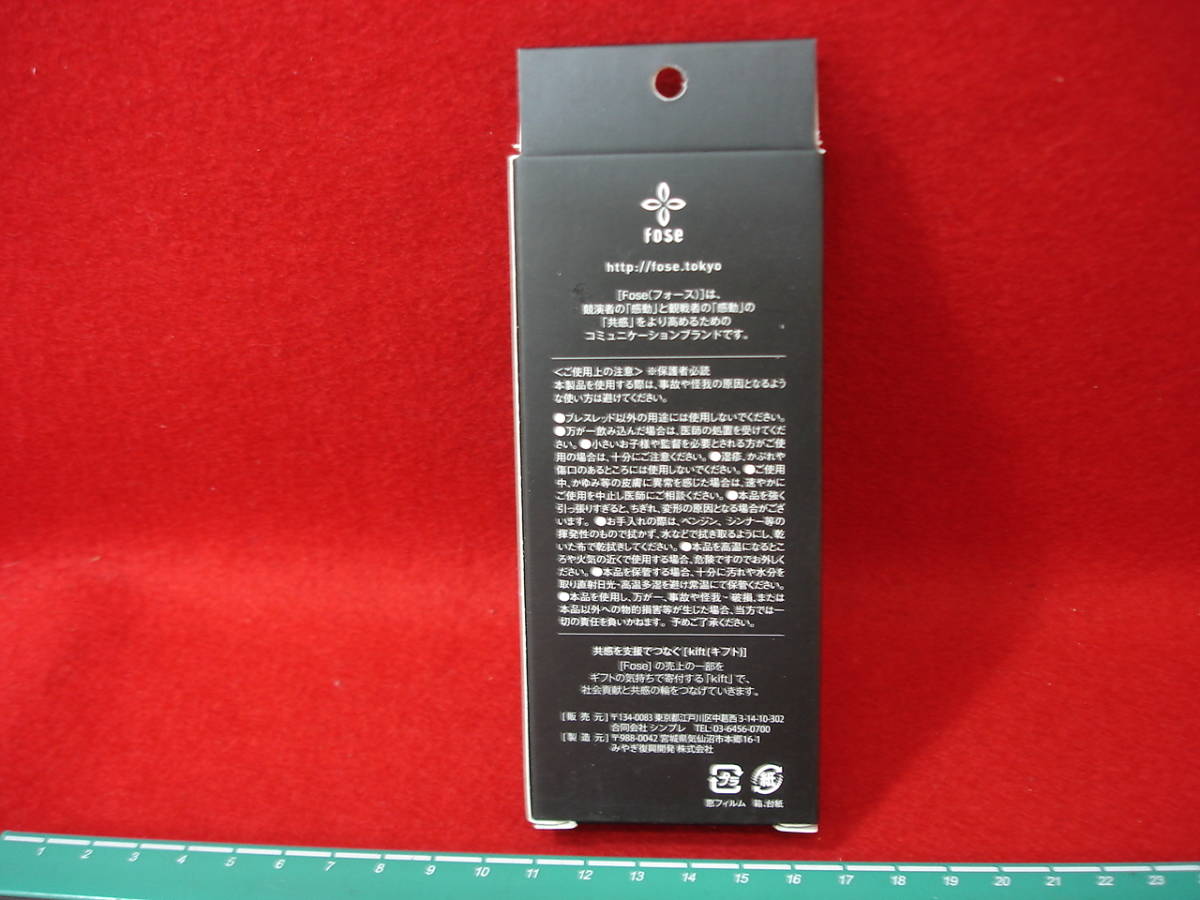 Fose
http://fose.tokyo
[Fose(フォース)]は、
競演者の「感動」と観戦者の「感動」の
「共感」をより高めるための
コミュニケーションブランドです。
<ご使用上の注意> ※保護者必読
本製品を使用する際は、事故や怪我の原因となるよう
な使い方は避けてください。
●ブレスレッド以外の用途には使用しないでください。
●万が一飲み込んだ場合は、医師の処置を受けてくだ
さい。●小さいお子様や監督を必要とされる方がご使
用の場合は、十分にご注意ください。●湿疹、かぶれや
傷口のあるところには使用しないでください。●ご使用
中、かゆみ等の皮膚に異常を感じた場合は、速やかに
ご使用を中止し医師にご相談ください。●本品を強く
引っ張りすぎると、ちぎれ、変形の原因となる場合がござ
います。●お手入れの際は、ベンジン、シンナー等の
揮発性のもので拭かず、水などで拭き取るようにし、乾
いた布で乾拭きしてください。●本品を高温になるとこ
ろや火気の近くで使用する場合、危険ですのでお外しく
ださい。●本品を保管する場合、十分に汚れや水分を
取り直射日光・高温多湿を避け常温にて保管ください。
●本品を使用し、万が一、事故や怪我・破損、または
本品以外への物的損害等が生じた場合、当方では一
切の責任を負いかねます。予めご了承ください。
共感を支援でつなぐ[kift(キフト)]
[Fose]の売上の一部を
ギフトの気持ちで寄付する「kift」で、
社会貢献と共感の輪をつなげていきます。
[販売元]〒134-0083 東京都江戸川区中葛西3-14-10-302
合同会社 シンプレ TEL:03-6456-0700
[製造元]〒988-0042 宮城県気仙沼市本郷16-1
みやぎ復興開発 株式会社
プラ 紙
窓フィルム 箱、台紙
1 2 3 4 5 6 7 8 9 10 11 12 13 14 15 16 17 18 19 20 21 22 23